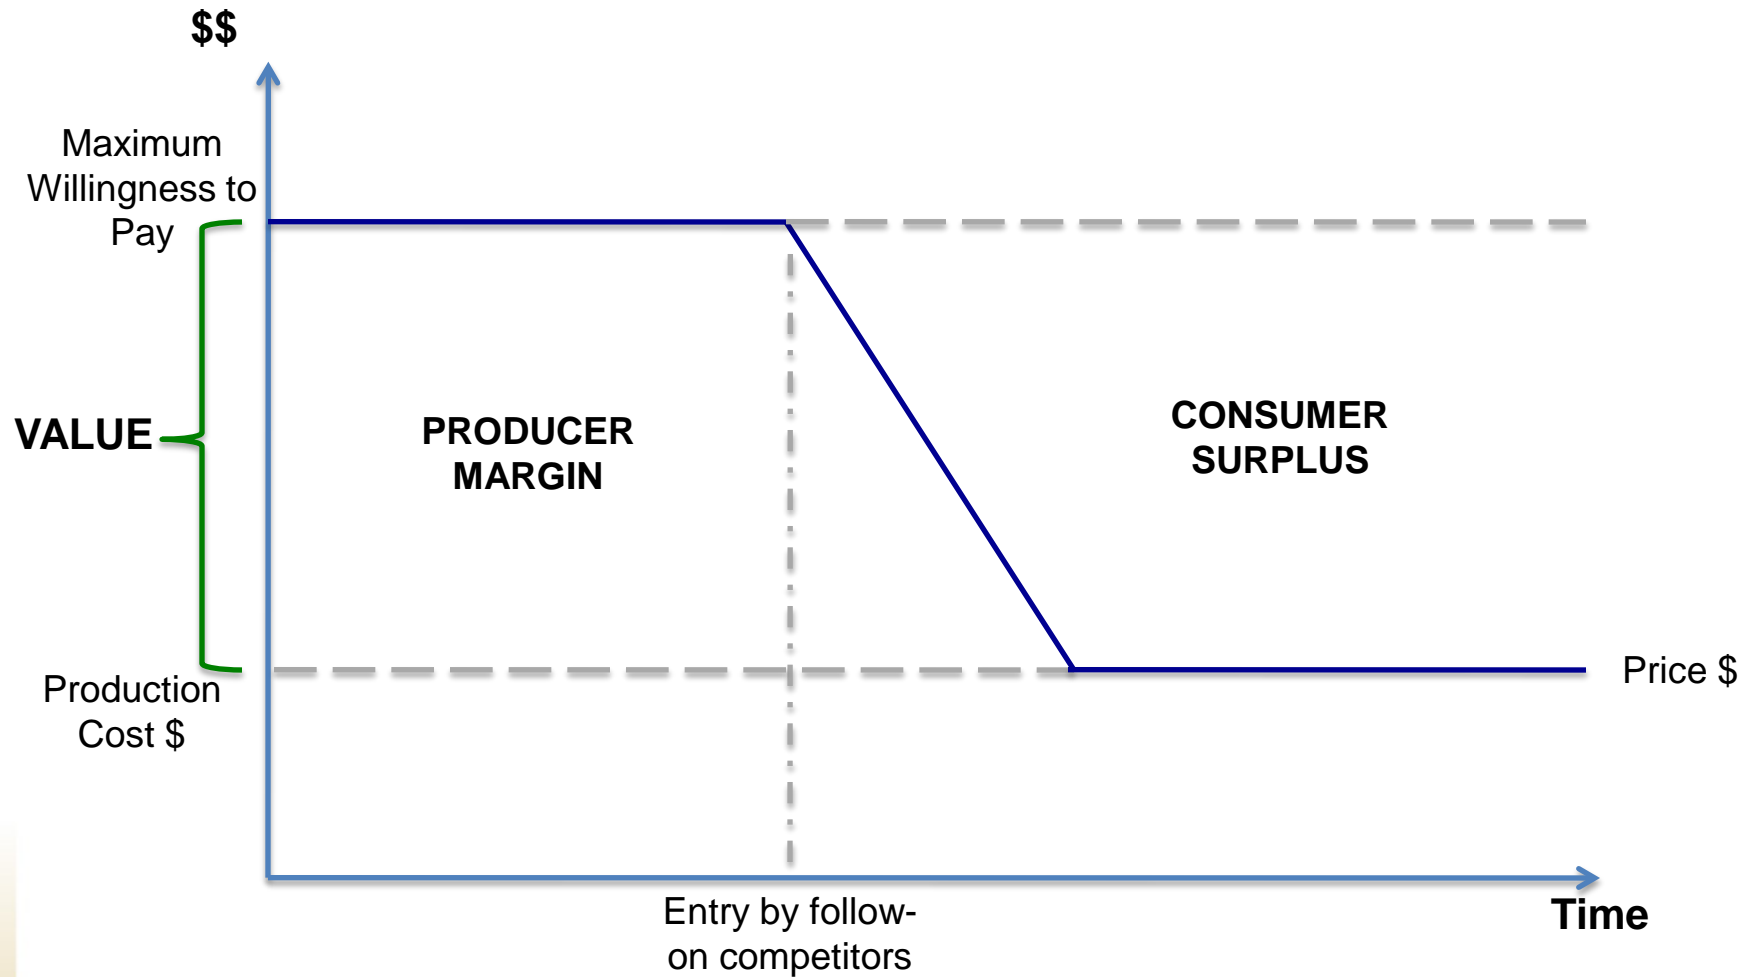 $$
Maximum
Willingness to
Pay
VALUE
PRODUCER
MARGIN
CONSUMER
SURPLUS
Production
Cost $
Price $
Entry by follow-
on competitors
Time